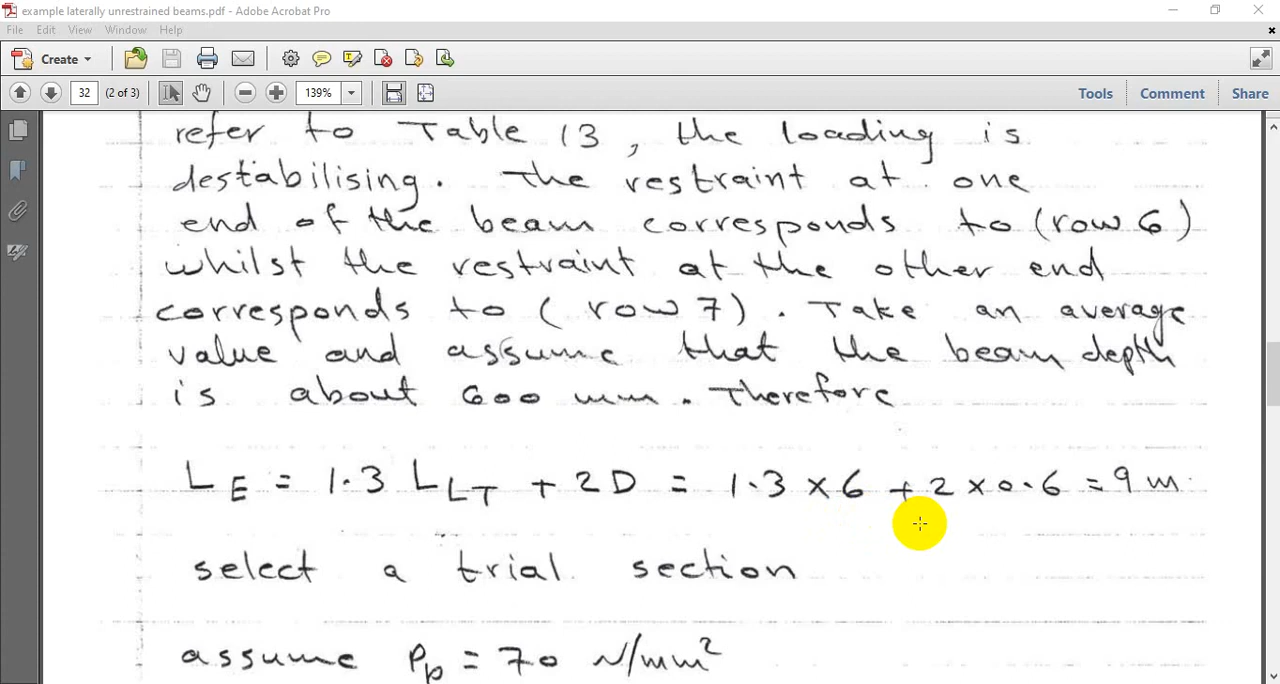 example laterally unrestrained beams.pdf - Adobe Acrobat Pro
File Edit View Window Help
Create
32 (2 of 3) 139% Tools Comment Share
refer to Table 13, the loading is
destabilising. The restraint at one
end of the beam corresponds to (row 6)
whilst the restraint at the other end
corresponds to (row 7). Take an average
value and assume that the beam depth
is about 600 mm. Therefore
L_E = 1.3 L_LT + 2D = 1.3 × 6 + 2 × 0.6 = 9 m.
select a trial section
assume P_b = 70 N/mm²